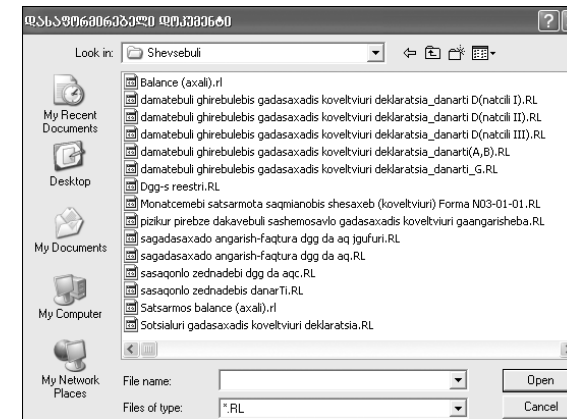 დასაფორმირებელი დოკუმენტი
Look in: Shevsebuli
My Recent Documents
Desktop
My Documents
My Computer
My Network Places
Balance (axali).rl
damatebuli ghirebulebis gadasaxadis koveltviuri deklaratsia_danarti D(natcili I).RL
damatebuli ghirebulebis gadasaxadis koveltviuri deklaratsia_danarti D(natcili II).RL
damatebuli ghirebulebis gadasaxadis koveltviuri deklaratsia_danarti D(natcili III).RL
damatebuli ghirebulebis gadasaxadis koveltviuri deklaratsia_danarti(A,B).RL
damatebuli ghirebulebis gadasaxadis koveltviuri deklaratsia_danarti_G.RL
Dgg-s reestri.RL
Monatcemebi satsarmota saqmianobis shesaxeb (koveltviuri) Forma N03-01-01.RL
pizikur pirebze dakavebuli sashemosavlo gadasaxadis koveltviuri gaangarisheba.RL
sagadasaxado angarish-faqtura dgg da aq jgufuri.RL
sagadasaxado angarish-faqtura dgg da aq.RL
sasaqonlo zednadebi dgg da aqc.RL
sasaqonlo zednadebis danarTi.RL
Satsarmos balance (axali).rl
Sotsialuri gadasaxadis koveltviuri deklaratsia.RL
File name:
Open
Files of type: *.RL
Cancel